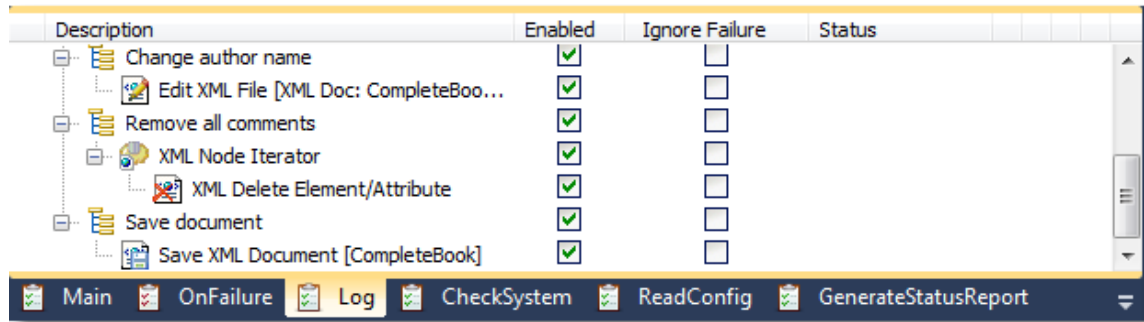 Description Enabled Ignore Failure Status
Change author name
Edit XML File [XML Doc: CompleteBoo...
Remove all comments
XML Node Iterator
XML Delete Element/Attribute
Save document
Save XML Document [CompleteBook]
Main OnFailure Log CheckSystem ReadConfig GenerateStatusReport